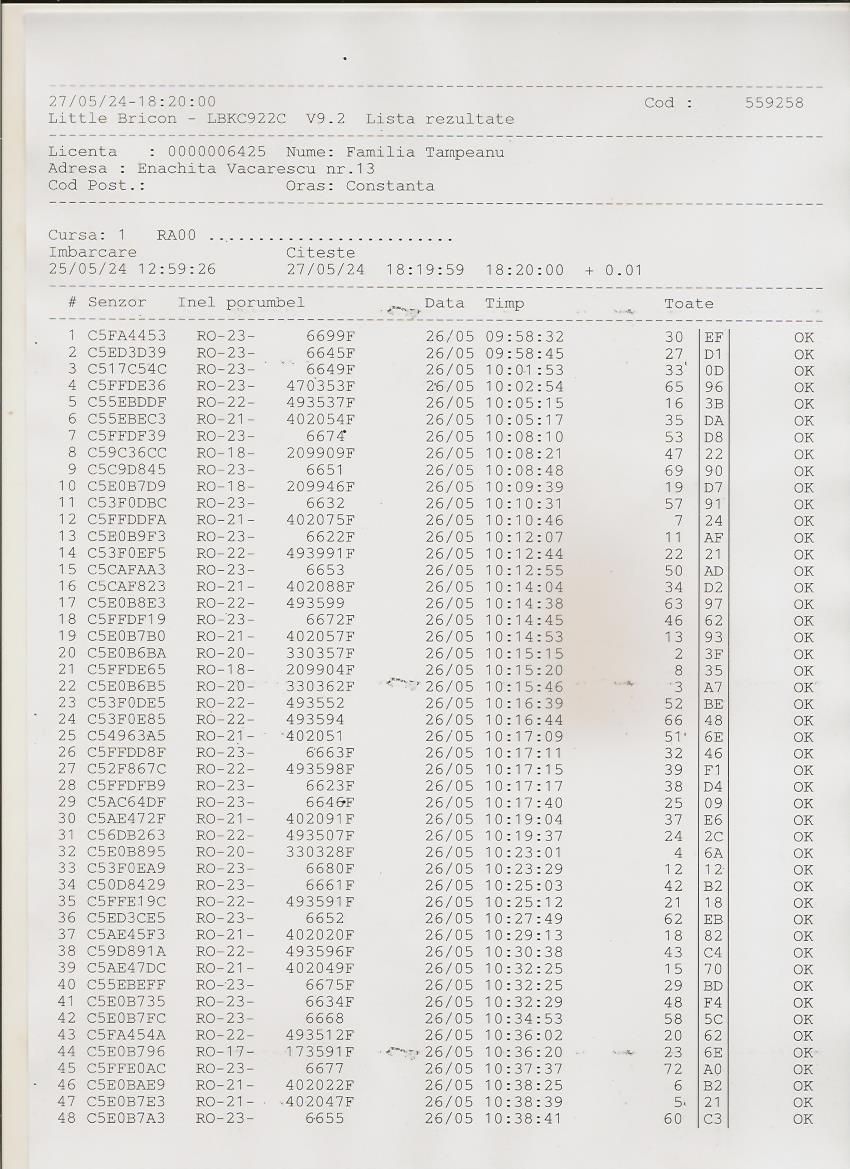 27/05/24-18:20:00 Cod : 559258
Little Bricon - LBKC922C V9.2 Lista rezultate
Licenta : 0000006425 Nume: Familia Tampeanu
Adresa : Enachita Vacarescu nr.13
Cod Post.: Oras: Constanta
Cursa: 1 RA00 .........................
Imbarcare Citeste
25/05/24 12:59:26 27/05/24 18:19:59 18:20:00 + 0.01
# Senzor Inel porumbel Data Timp Toate
1 C5FA4453 RO-23- 6699F 26/05 09:58:32 30 EF OK
2 C5ED3D39 RO-23- 6645F 26/05 09:58:45 27 D1 OK
3 C517C54C RO-23- 6649F 26/05 10:01:53 33 0D OK
4 C5FFDE36 RO-23- 470353F 26/05 10:02:54 65 96 OK
5 C55EBDDF RO-22- 493537F 26/05 10:05:15 16 3B OK
6 C55EBEC3 RO-21- 402054F 26/05 10:05:17 35 DA OK
7 C5FFDF39 RO-23- 6674 26/05 10:08:10 53 D8 OK
8 C59C36CC RO-18- 209909F 26/05 10:08:21 47 22 OK
9 C5C9D845 RO-23- 6651 26/05 10:08:48 69 90 OK
10 C5E0B7D9 RO-18- 209946F 26/05 10:09:39 19 D7 OK
11 C53F0DBC RO-23- 6632 26/05 10:10:31 57 91 OK
12 C5FFDDFA RO-21- 402075F 26/05 10:10:46 7 24 OK
13 C5E0B9F3 RO-23- 6622F 26/05 10:12:07 11 AF OK
14 C53F0EF5 RO-22- 493991F 26/05 10:12:44 22 21 OK
15 C5CAFAA3 RO-23- 6653 26/05 10:12:55 50 AD OK
16 C5CAF823 RO-21- 402088F 26/05 10:14:04 34 D2 OK
17 C5E0B8E3 RO-22- 493599 26/05 10:14:38 63 97 OK
18 C5FFDF19 RO-23- 6672F 26/05 10:14:45 46 62 OK
19 C5E0B7B0 RO-21- 402057F 26/05 10:14:53 13 93 OK
20 C5E0B6BA RO-20- 330357F 26/05 10:15:15 2 3F OK
21 C5FFDE65 RO-18- 209904F 26/05 10:15:20 8 35 OK
22 C5E0B6B5 RO-20- 330362F 26/05 10:15:46 3 A7 OK
23 C53F0DE5 RO-22- 493552 26/05 10:16:39 52 BE OK
24 C53F0E85 RO-22- 493594 26/05 10:16:44 66 48 OK
25 C54963A5 RO-21- 402051 26/05 10:17:09 51 6E OK
26 C5FFDD8F RO-23- 6663F 26/05 10:17:11 32 46 OK
27 C52F867C RO-22- 493598F 26/05 10:17:15 39 F1 OK
28 C5FFDFB9 RO-23- 6623F 26/05 10:17:17 38 D4 OK
29 C5AC64DF RO-23- 6646F 26/05 10:17:40 25 09 OK
30 C5AE472F RO-21- 402091F 26/05 10:19:04 37 E6 OK
31 C56DB263 RO-22- 493507F 26/05 10:19:37 24 2C OK
32 C5E0B895 RO-20- 330328F 26/05 10:23:01 4 6A OK
33 C53F0EA9 RO-23- 6680F 26/05 10:23:29 12 12 OK
34 C50D8429 RO-23- 6661F 26/05 10:25:03 42 B2 OK
35 C5FFE19C RO-22- 493591F 26/05 10:25:12 21 18 OK
36 C5ED3CE5 RO-23- 6652 26/05 10:27:49 62 EB OK
37 C5AE45F3 RO-21- 402020F 26/05 10:29:13 18 82 OK
38 C59D891A RO-22- 493596F 26/05 10:30:38 43 C4 OK
39 C5AE47DC RO-21- 402049F 26/05 10:32:25 15 70 OK
40 C55EBEFF RO-23- 6675F 26/05 10:32:25 29 BD OK
41 C5E0B735 RO-23- 6634F 26/05 10:32:29 48 F4 OK
42 C5E0B7FC RO-23- 6668 26/05 10:34:53 58 5C OK
43 C5FA454A RO-22- 493512F 26/05 10:36:02 20 62 OK
44 C5E0B796 RO-17- 173591F 26/05 10:36:20 23 6E OK
45 C5FFE0AC RO-23- 6677 26/05 10:37:37 72 A0 OK
46 C5E0BAE9 RO-21- 402022F 26/05 10:38:25 6 B2 OK
47 C5E0B7E3 RO-21- 402047F 26/05 10:38:39 5 21 OK
48 C5E0B7A3 RO-23- 6655 26/05 10:38:41 60 C3 OK